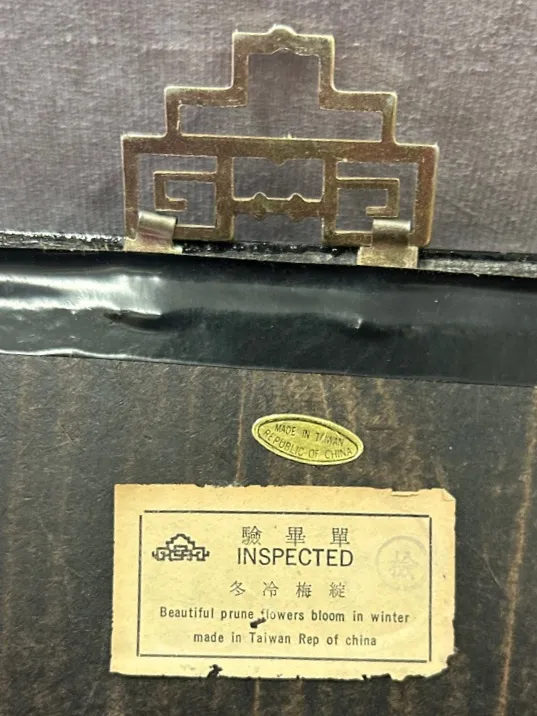 MADE IN TAIWAN
REPUBLIC OF CHINA
驗畢單
INSPECTED
冬冷梅綻
Beautiful prune flowers bloom in winter
made in Taiwan Rep of china